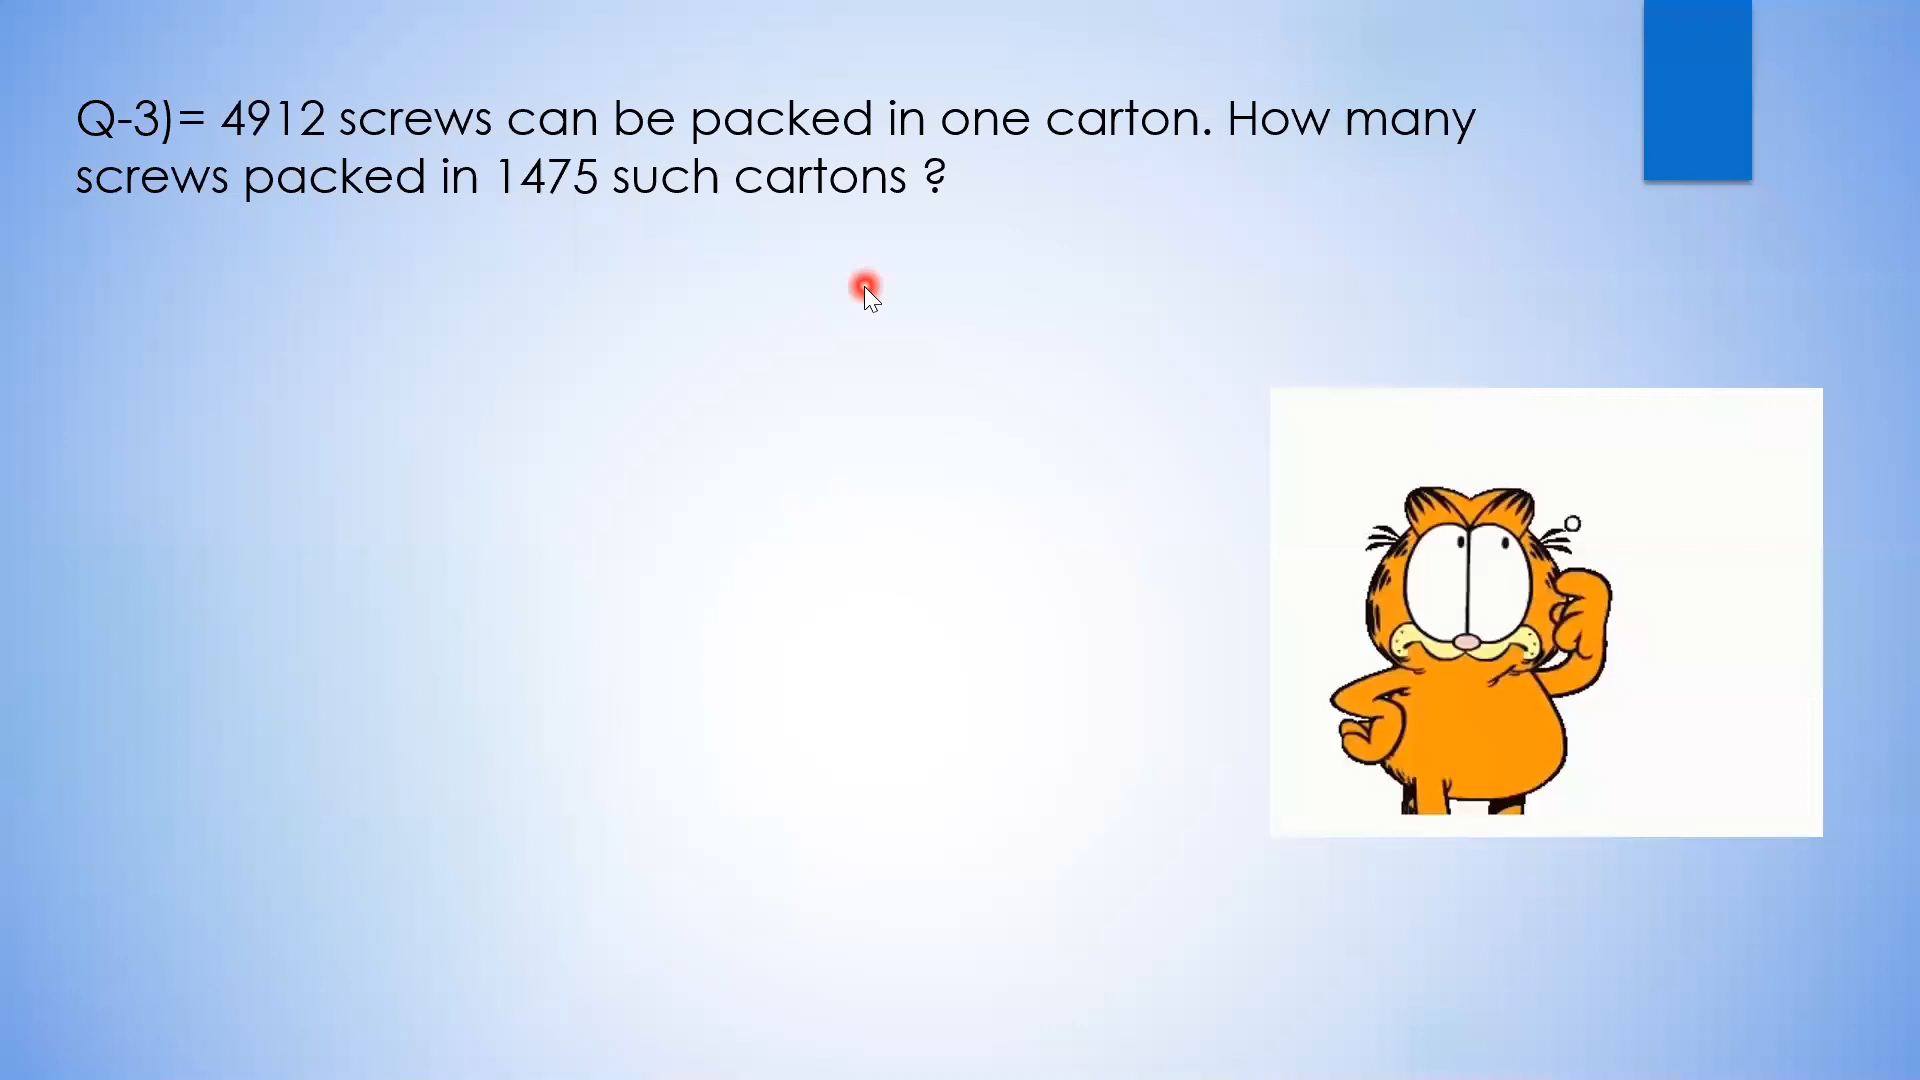 Q-3)= 4912 screws can be packed in one carton. How many
screws packed in 1475 such cartons ?